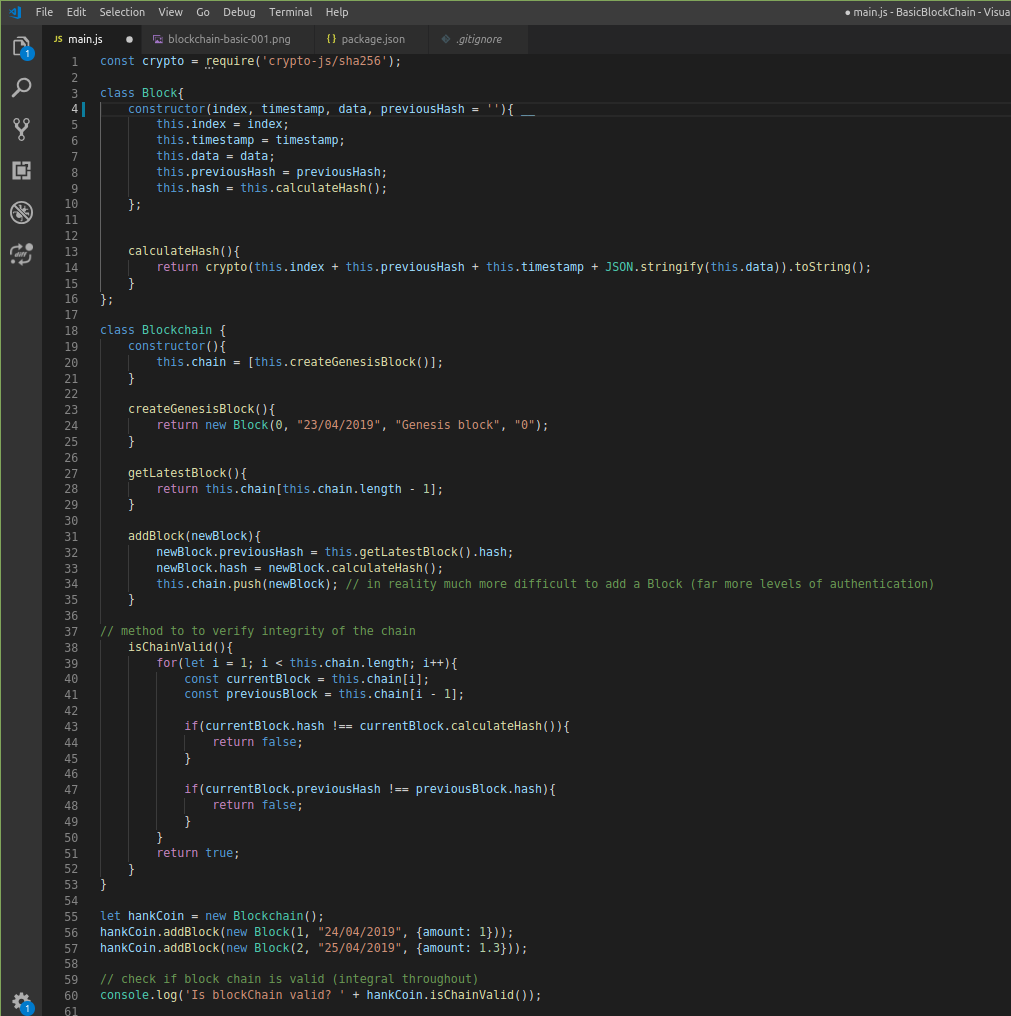 File Edit Selection View Go Debug Terminal Help ● main.js - BasicBlockChain - Visua
JS main.js ● blockchain-basic-001.png {} package.json .gitignore
1 const crypto = require('crypto-js/sha256');
2
3 class Block{
4     constructor(index, timestamp, data, previousHash = ''){ __
5         this.index = index;
6         this.timestamp = timestamp;
7         this.data = data;
8         this.previousHash = previousHash;
9         this.hash = this.calculateHash();
10     };
11
12
13     calculateHash(){
14         return crypto(this.index + this.previousHash + this.timestamp + JSON.stringify(this.data)).toString();
15     }
16 };
17
18 class Blockchain {
19     constructor(){
20         this.chain = [this.createGenesisBlock()];
21     }
22
23     createGenesisBlock(){
24         return new Block(0, "23/04/2019", "Genesis block", "0");
25     }
26
27     getLatestBlock(){
28         return this.chain[this.chain.length - 1];
29     }
30
31     addBlock(newBlock){
32         newBlock.previousHash = this.getLatestBlock().hash;
33         newBlock.hash = newBlock.calculateHash();
34         this.chain.push(newBlock); // in reality much more difficult to add a Block (far more levels of authentication)
35     }
36
37 // method to to verify integrity of the chain
38     isChainValid(){
39         for(let i = 1; i < this.chain.length; i++){
40             const currentBlock = this.chain[i];
41             const previousBlock = this.chain[i - 1];
42
43             if(currentBlock.hash !== currentBlock.calculateHash()){
44                 return false;
45             }
46
47             if(currentBlock.previousHash !== previousBlock.hash){
48                 return false;
49             }
50         }
51         return true;
52     }
53 }
54
55 let hankCoin = new Blockchain();
56 hankCoin.addBlock(new Block(1, "24/04/2019", {amount: 1}));
57 hankCoin.addBlock(new Block(2, "25/04/2019", {amount: 1.3}));
58
59 // check if block chain is valid (integral throughout)
60 console.log('Is blockChain valid? ' + hankCoin.isChainValid());
61
1
diff
1